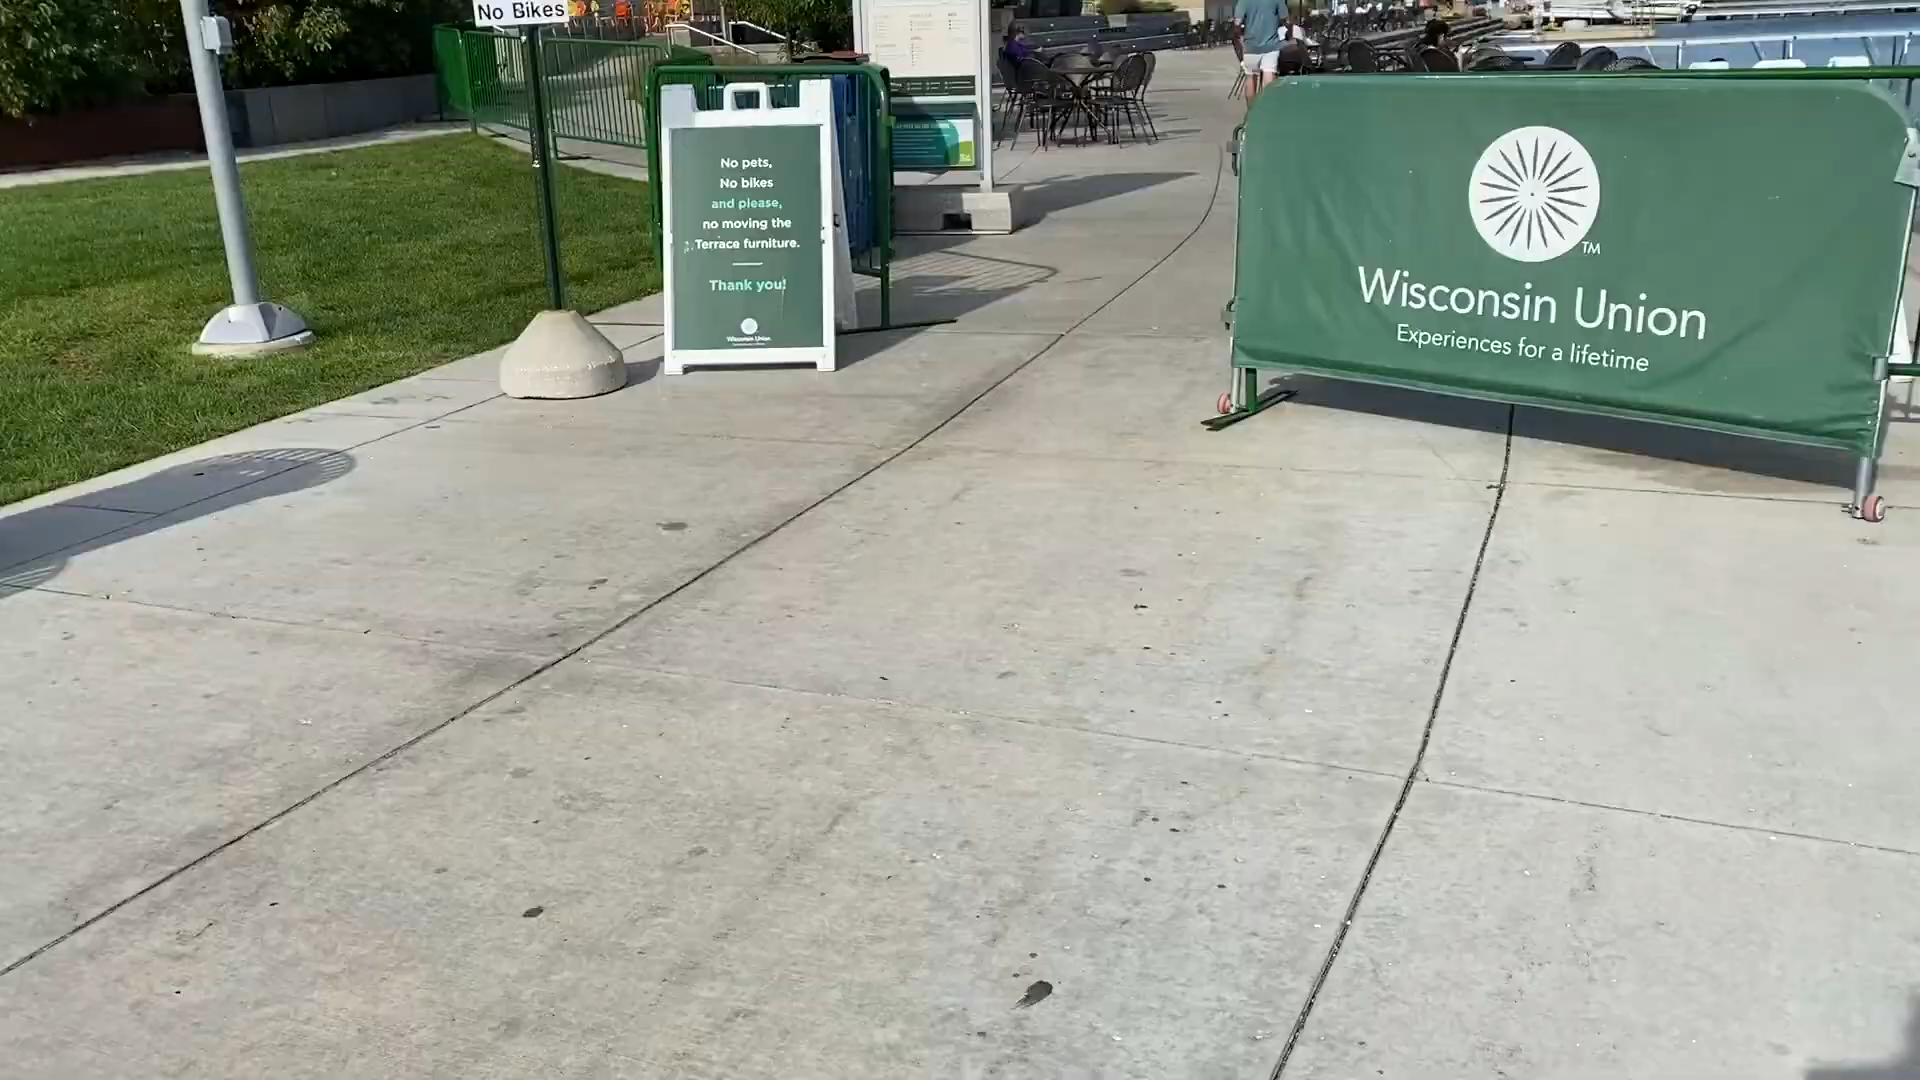 No Bikes
No pets,
No bikes
and please,
no moving the
Terrace furniture.
Thank you!
Wisconsin Union
TM
Wisconsin Union
Experiences for a lifetime